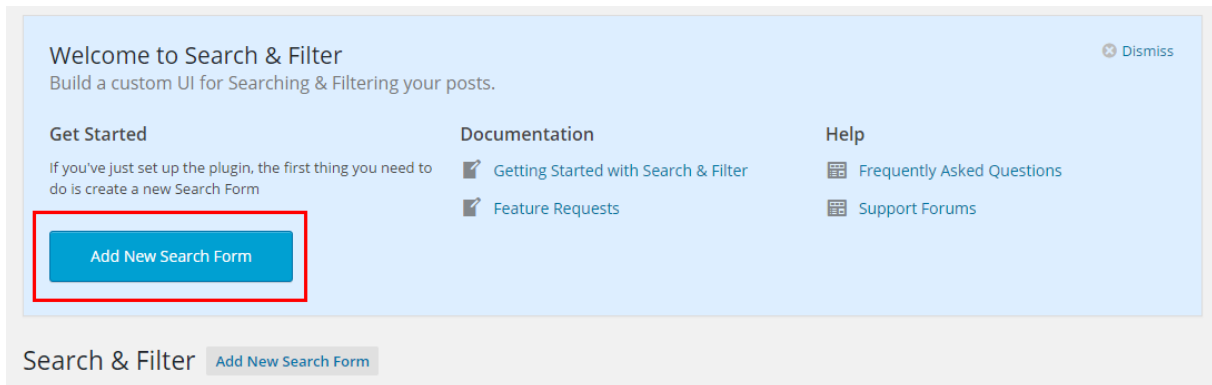 Welcome to Search & Filter
Dismiss
Build a custom UI for Searching & Filtering your posts.
Get Started
If you've just set up the plugin, the first thing you need to
do is create a new Search Form
Add New Search Form
Documentation
Getting Started with Search & Filter
Feature Requests
Help
Frequently Asked Questions
Support Forums
Search & Filter
Add New Search Form